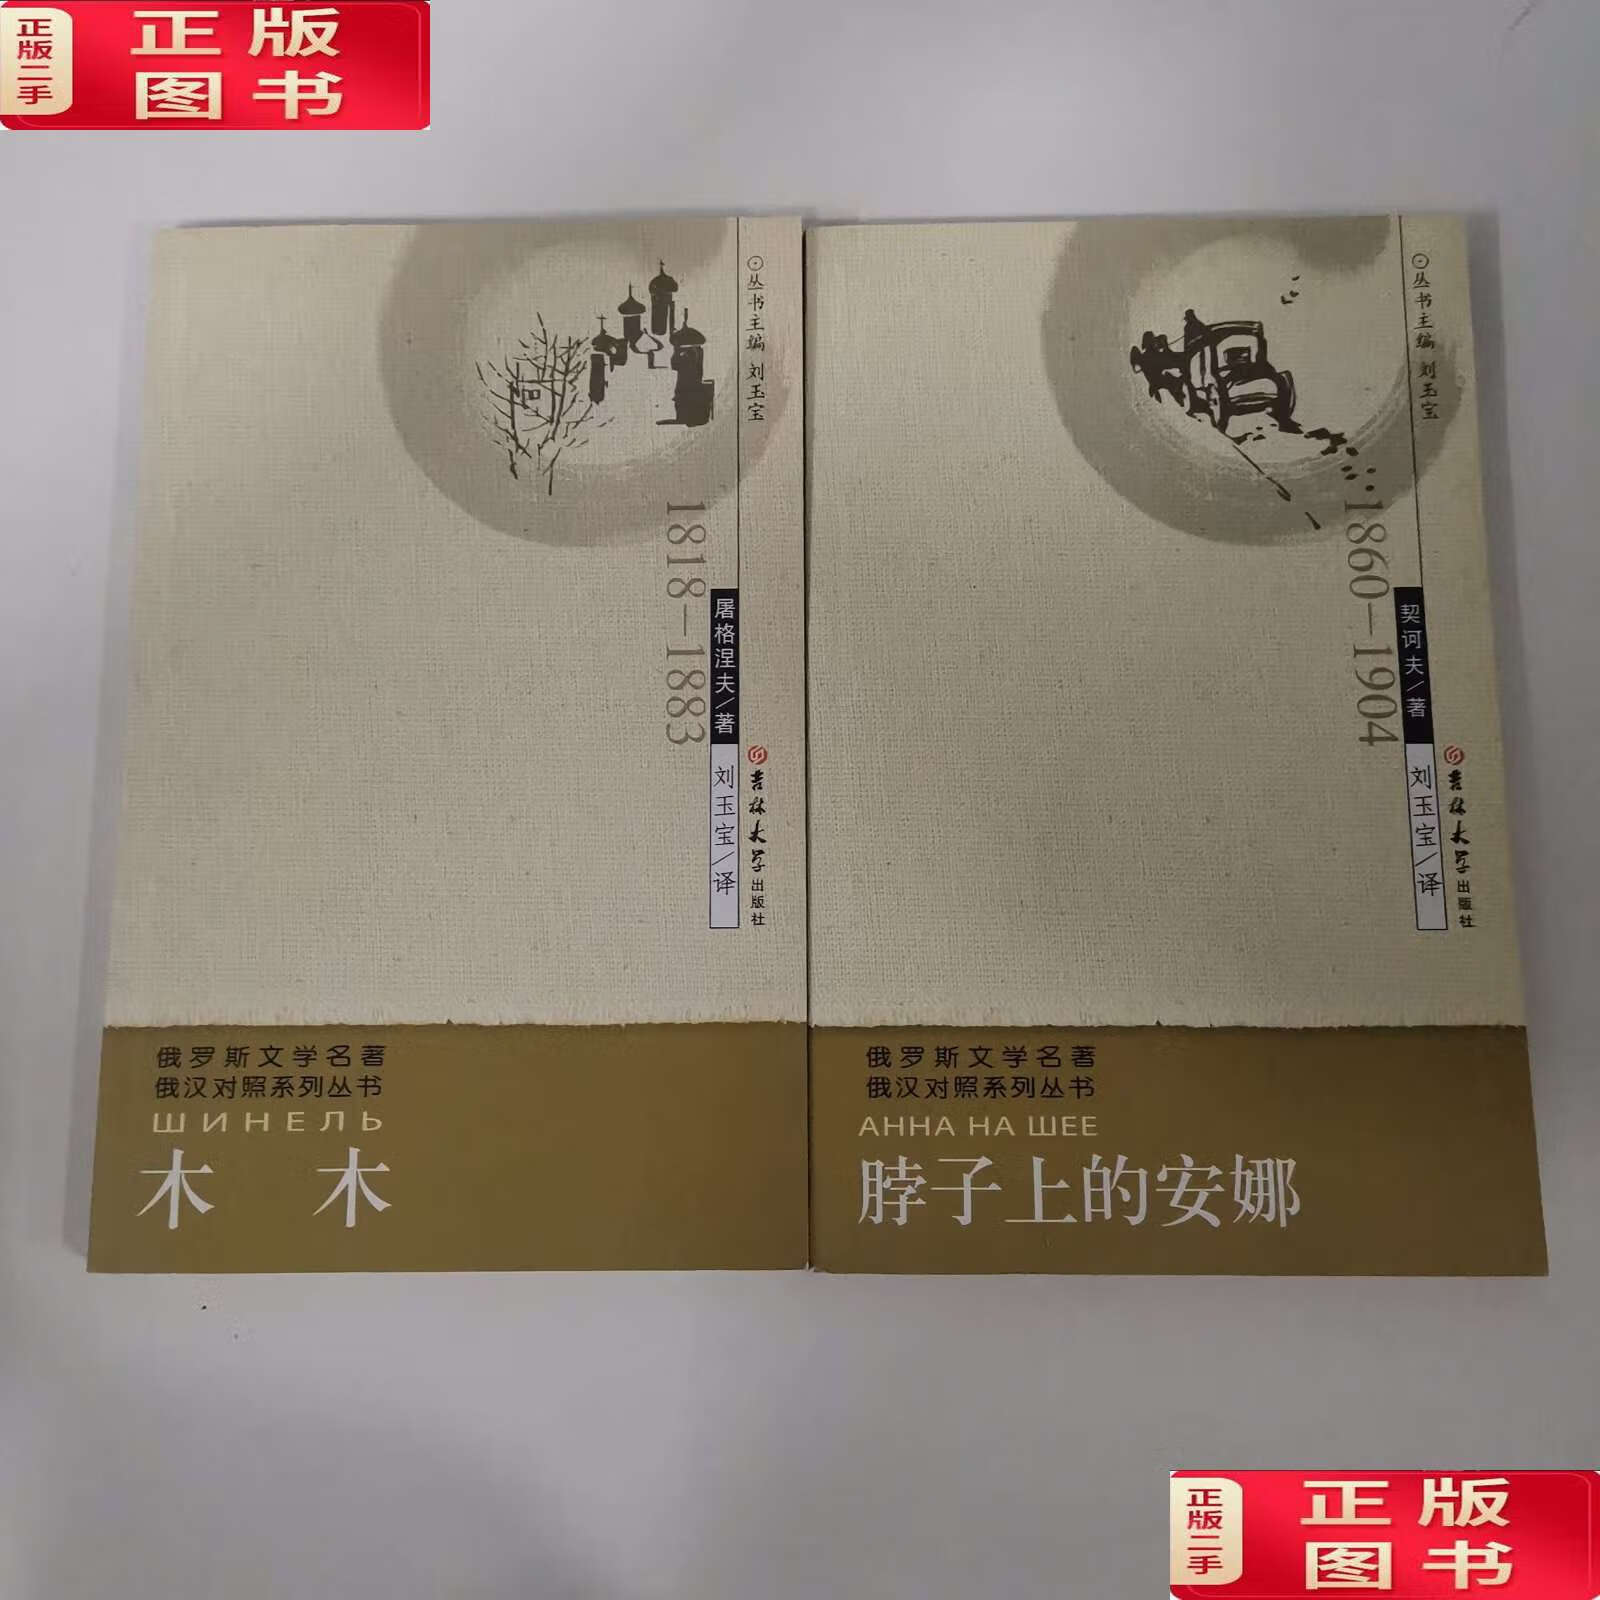 正版二手
正版
图书
⊙丛书主编 刘玉宝
1818-1883
屠格涅夫/著
刘玉宝/译
吉林大学出版社
俄罗斯文学名著
俄汉对照系列丛书
ШИНЕЛЬ
木木
⊙丛书主编 刘玉宝
1860-1904
契诃夫/著
刘玉宝/译
吉林大学出版社
俄罗斯文学名著
俄汉对照系列丛书
АННА НА ШЕЕ
脖子上的安娜
正版二手
正版
图书